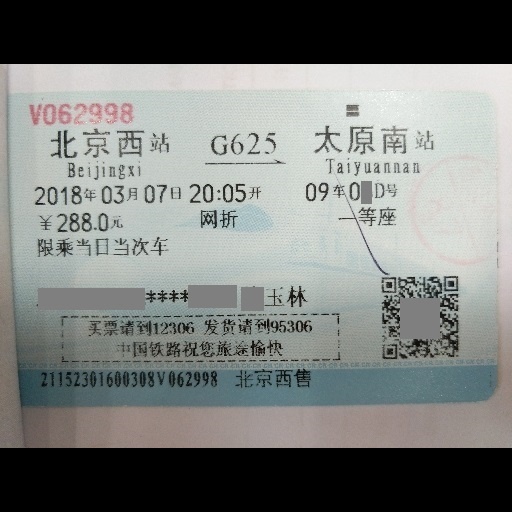 V062998
北京西站 G625 太原南站
Beijingxi Taiyuannan
2018年03月07日20:05开 09车0 D号
¥288.0元 网折 一等座
限乘当日当次车
**** 玉林
买票请到12306 发货请到95306
中国铁路祝您旅途愉快
21152301600308V062998 北京西售